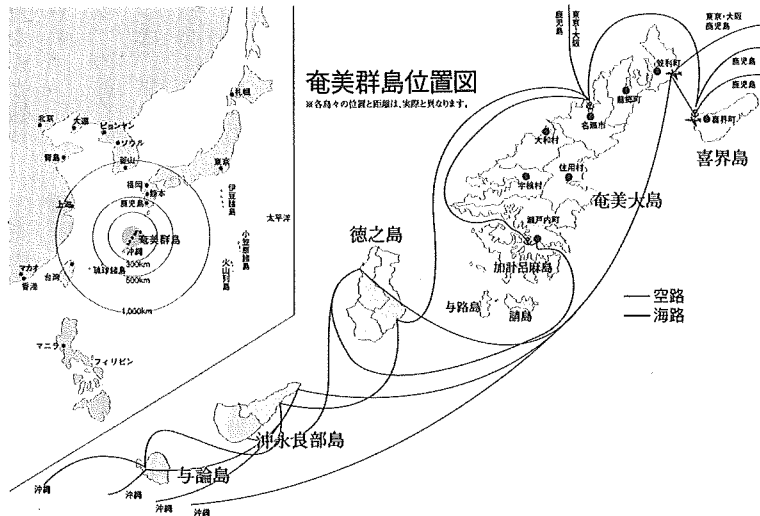 奄美群島位置図
※各島々の位置と距離は、実際と異なります。
札幌
北京
大連
ピョンヤン
ソウル
青島
釜山
東京
福岡
熊本
鹿児島
上海
伊豆諸島
太平洋
奄美群島
沖縄
小笠原諸島
火山列島
琉球諸島
300km
500km
1,000km
台湾
マカオ
香港
マニラ
フィリピン
鹿児島
東京・大阪
東京・大阪
鹿児島
鹿児島
鹿児島
笠利町
龍郷町
名瀬市
大和村
住用村
宇検村
瀬戸内町
喜界町
喜界島
奄美大島
加計呂麻島
与路島
請島
徳之島
空路
海路
沖永良部島
与論島
沖縄
沖縄
沖縄
沖縄